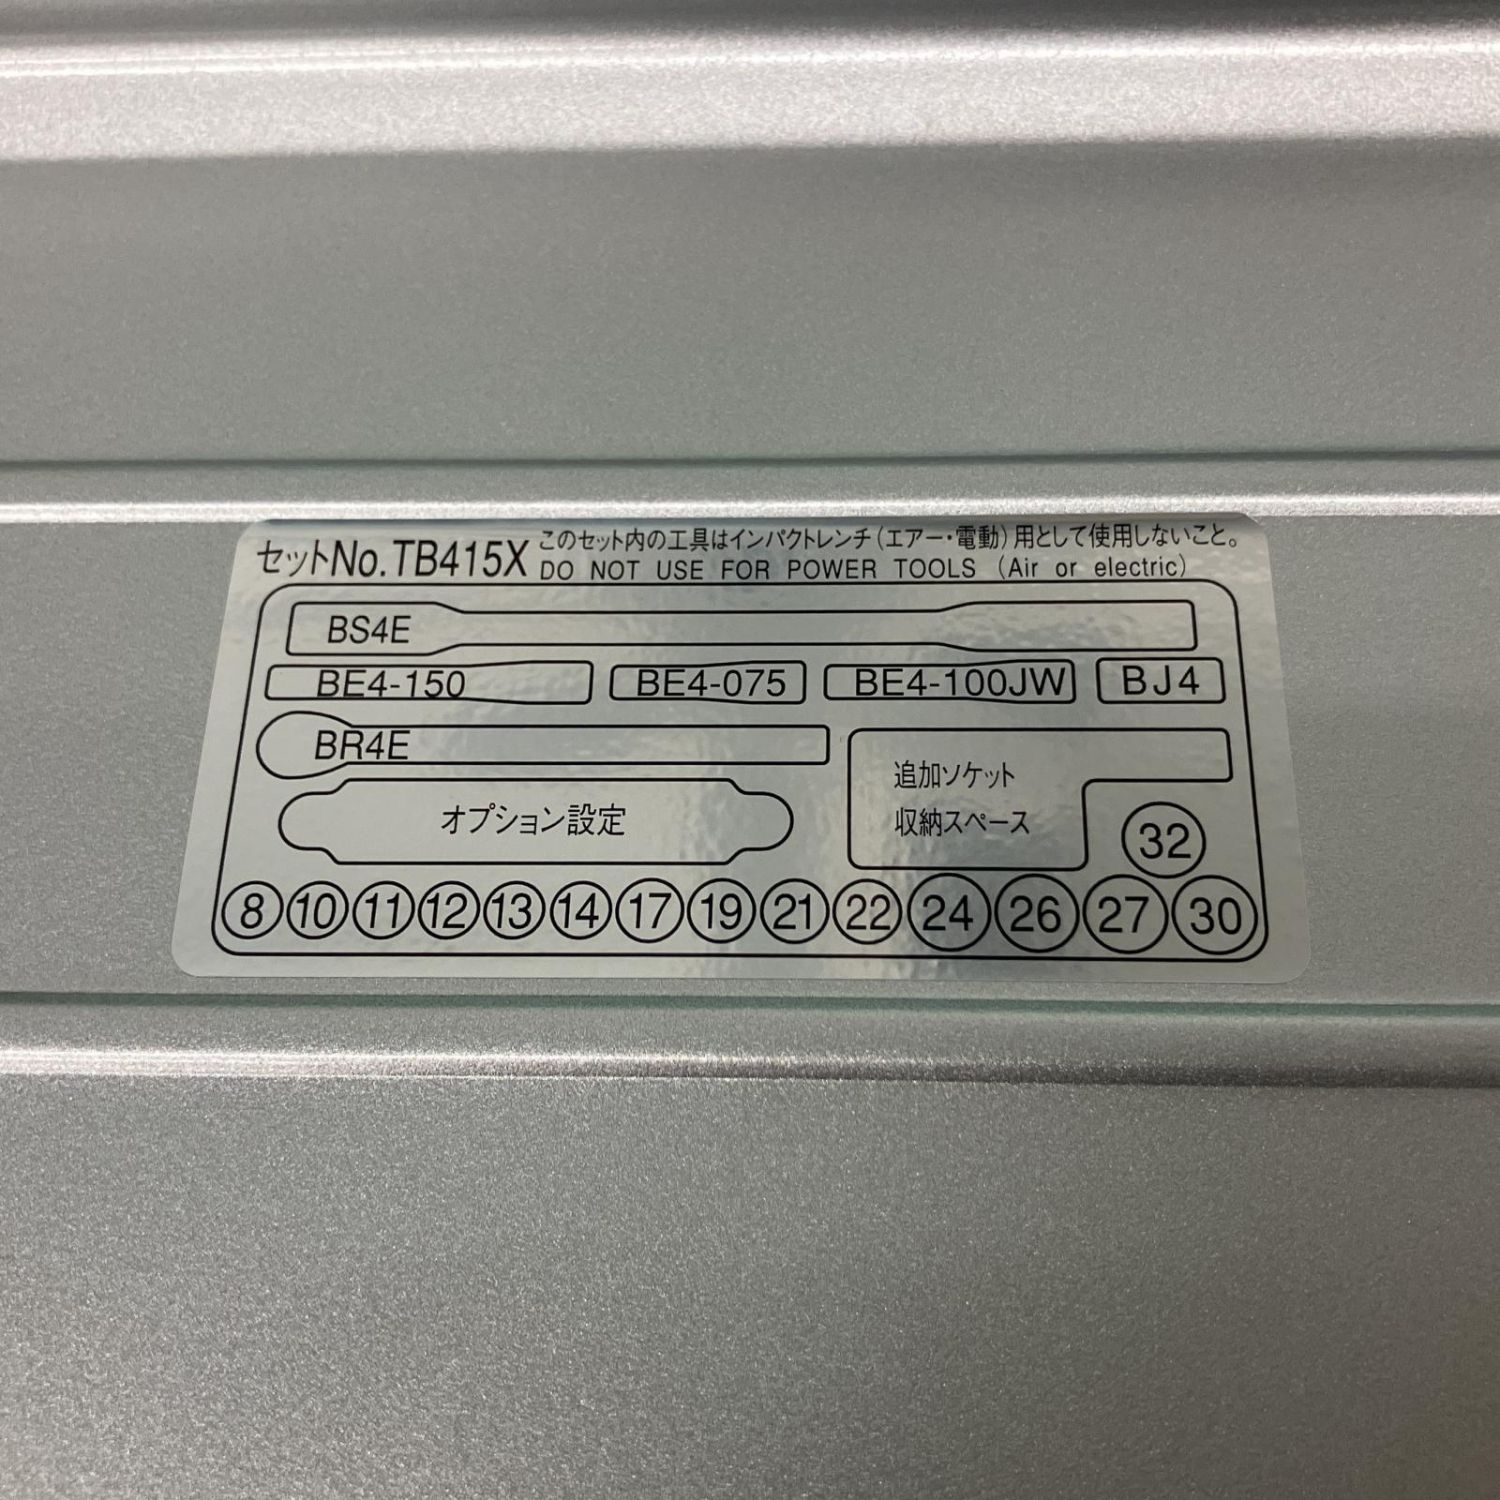 セットNo.TB415X
このセット内の工具はインパクトレンチ(エアー・電動)用として使用しないこと。
DO NOT USE FOR POWER TOOLS (Air or electric)
BS4E
BE4-150 BE4-075 BE4-100JW BJ4
BR4E
追加ソケット
収納スペース
オプション設定
32
8 10 11 12 13 14 17 19 21 22 24 26 27 30